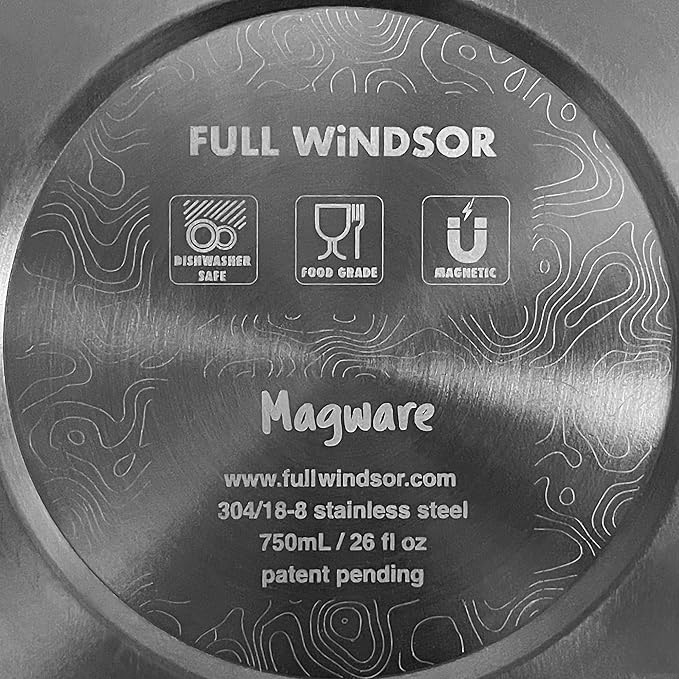 FULL WiNDSOR
DISHWASHER
SAFE
FOOD GRADE
MAGNETIC
Magware
www.fullwindsor.com
304/18-8 stainless steel
750mL / 26 fl oz
patent pending